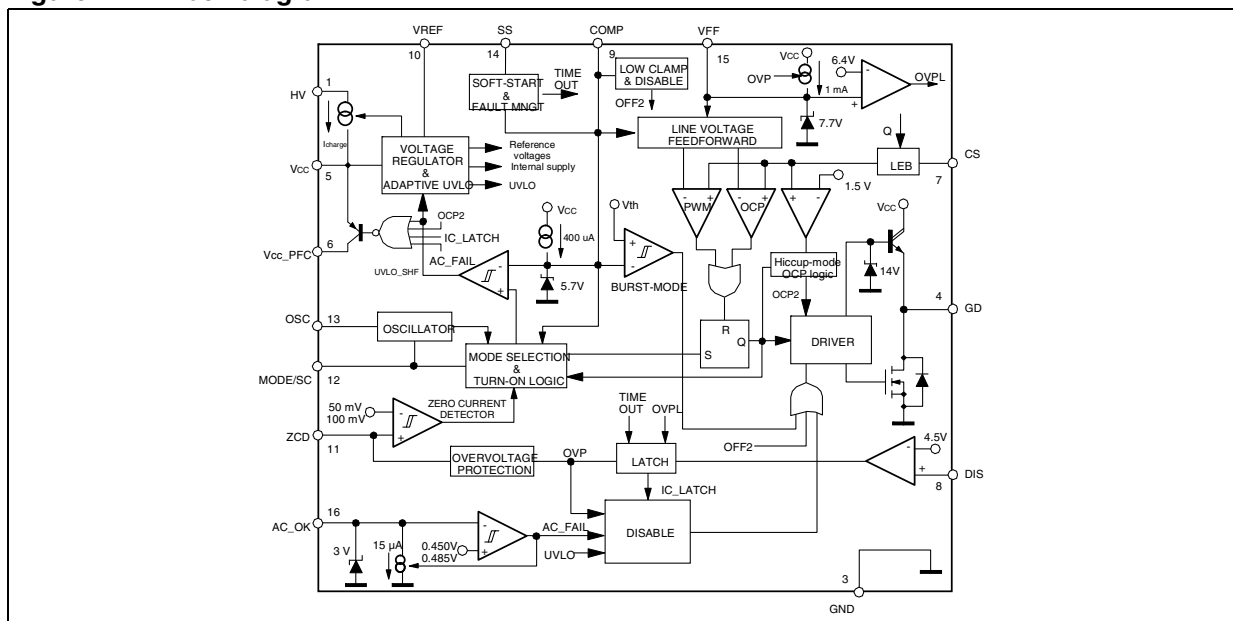 VREF
SS
COMP
VFF
10
14
9
15
Vcc
6.4V
-
OVP
1 mA
OVPL
+
7.7V
LOW CLAMP
& DISABLE
OFF2
TIME
OUT
SOFT-START
&
FAULT MNGT
1
HV
Icharge
LINE VOLTAGE
FEEDFORWARD
Q
CS
LEB
7
VOLTAGE
REGULATOR
&
ADAPTIVE UVLO
Reference
voltages
Internal supply
UVLO
Vcc
5
1.5 V
- +
PWM
- +
OCP
+ -
Vcc
OCP2
IC_LATCH
AC_FAIL
6
Vcc_PFC
UVLO_SHF
Vcc
400 uA
5.7V
-
+
Vth
+
-
BURST-MODE
Hiccup-mode
OCP logic
OCP2
14V
4
GD
OSC
13
OSCILLATOR
R
S
Q
DRIVER
MODE/SC
12
MODE SELECTION
&
TURN-ON LOGIC
ZERO CURRENT
DETECTOR
50 mV
100 mV
-
+
ZCD
11
TIME
OUT
OVPL
OFF2
4.5V
-
+
DIS
8
OVERVOLTAGE
PROTECTION
OVP
LATCH
IC_LATCH
AC_OK
16
3 V
15 µA
0.450V
0.485V
-
+
AC_FAIL
UVLO
DISABLE
3
GND